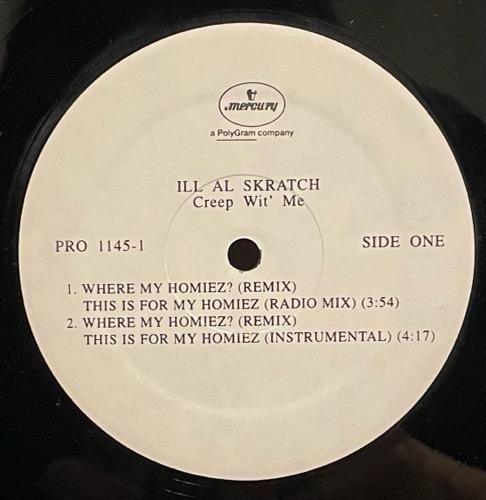 mercury
a PolyGram company
ILL AL SKRATCH
Creep Wit' Me
PRO 1145-1
SIDE ONE
1. WHERE MY HOMIEZ? (REMIX)
THIS IS FOR MY HOMIEZ (RADIO MIX) (3:54)
2. WHERE MY HOMIEZ? (REMIX)
THIS IS FOR MY HOMIEZ (INSTRUMENTAL) (4:17)